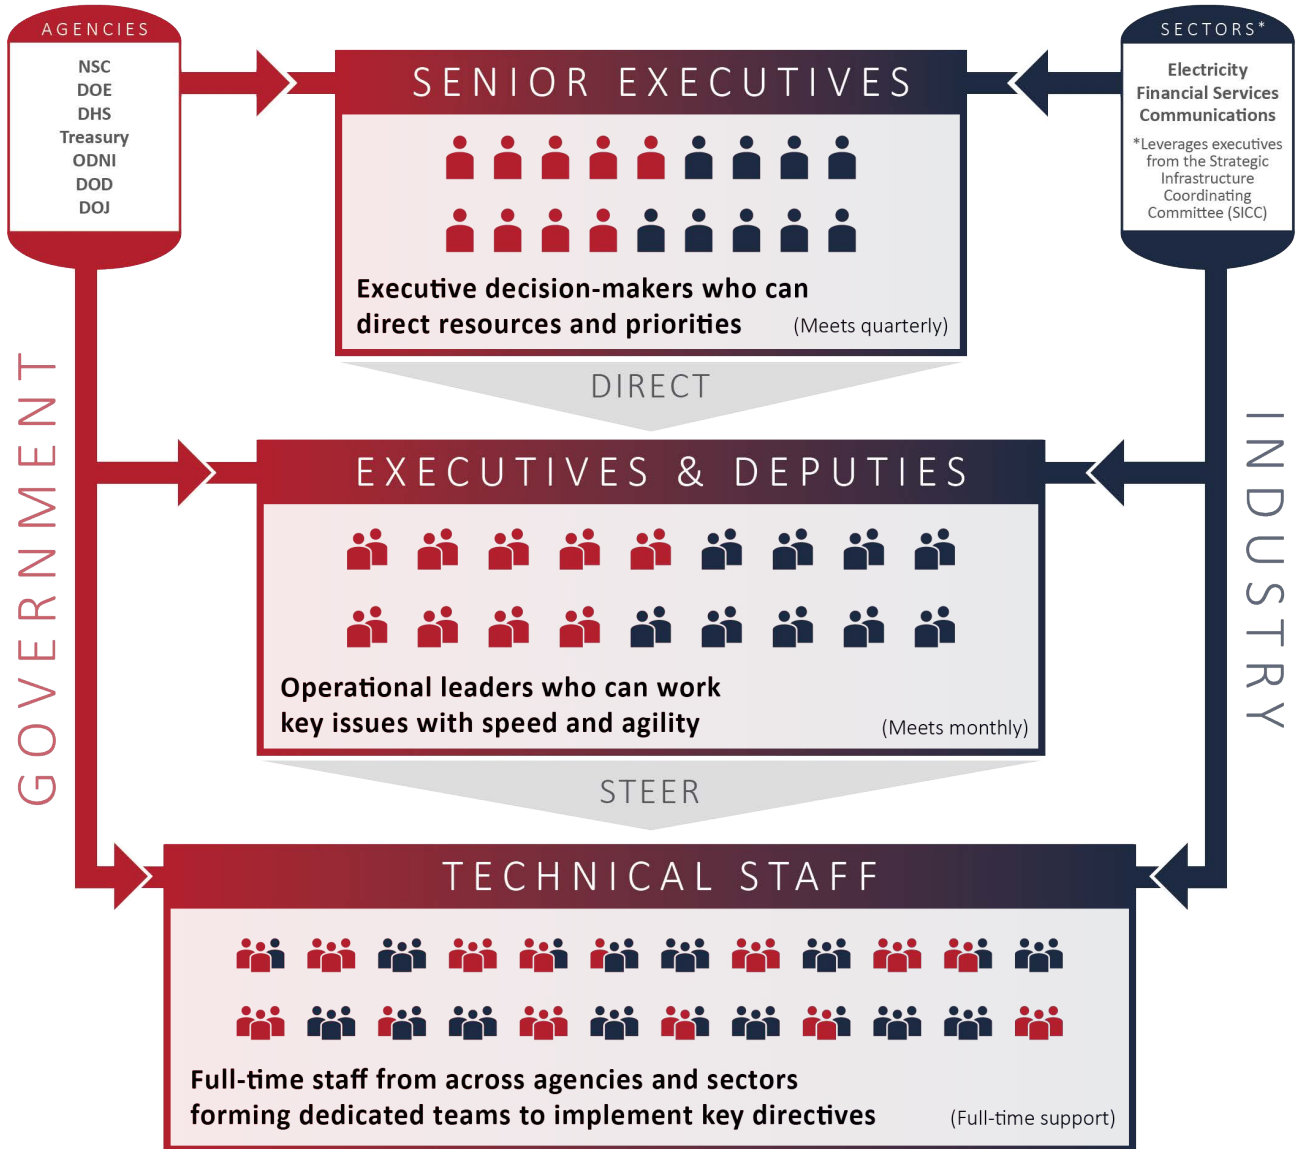 AGENCIES
NSC
DOE
DHS
Treasury
ODNI
DOD
DOJ
SECTORS*
Electricity
Financial Services
Communications
*Leverages executives
from the Strategic
Infrastructure
Coordinating
Committee (SICC)
GOVERNMENT
INDUSTRY
SENIOR EXECUTIVES
Executive decision-makers who can
direct resources and priorities (Meets quarterly)
DIRECT
EXECUTIVES & DEPUTIES
Operational leaders who can work
key issues with speed and agility (Meets monthly)
STEER
TECHNICAL STAFF
Full-time staff from across agencies and sectors
forming dedicated teams to implement key directives (Full-time support)